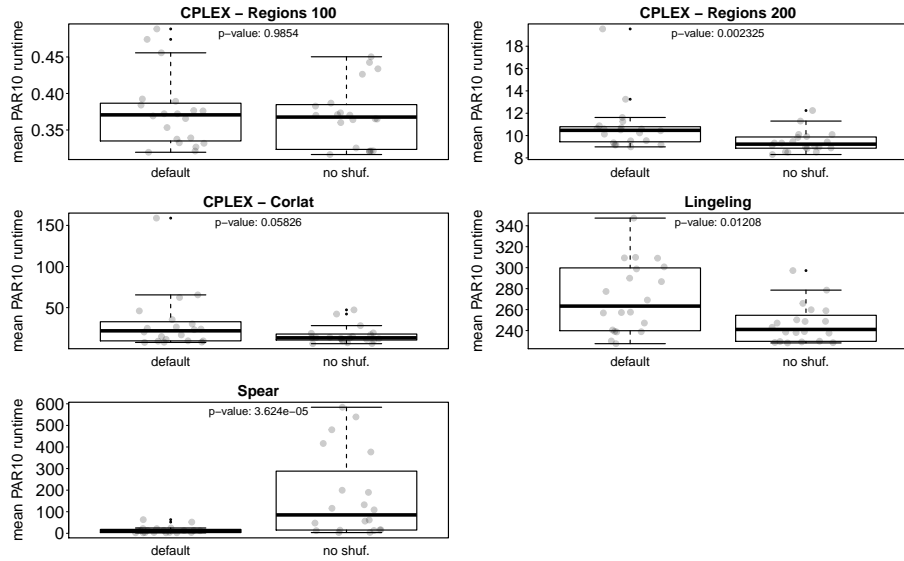 CPLEX − Regions 100
p−value: 0.9854
mean PAR10 runtime
0.45
0.40
0.35
default
no shuf.
CPLEX − Regions 200
p−value: 0.002325
mean PAR10 runtime
18
16
14
12
10
8
default
no shuf.
CPLEX − Corlat
p−value: 0.05826
mean PAR10 runtime
150
100
50
default
no shuf.
Lingeling
p−value: 0.01208
mean PAR10 runtime
340
320
300
280
260
240
default
no shuf.
Spear
p−value: 3.624e−05
mean PAR10 runtime
600
500
400
300
200
100
0
default
no shuf.